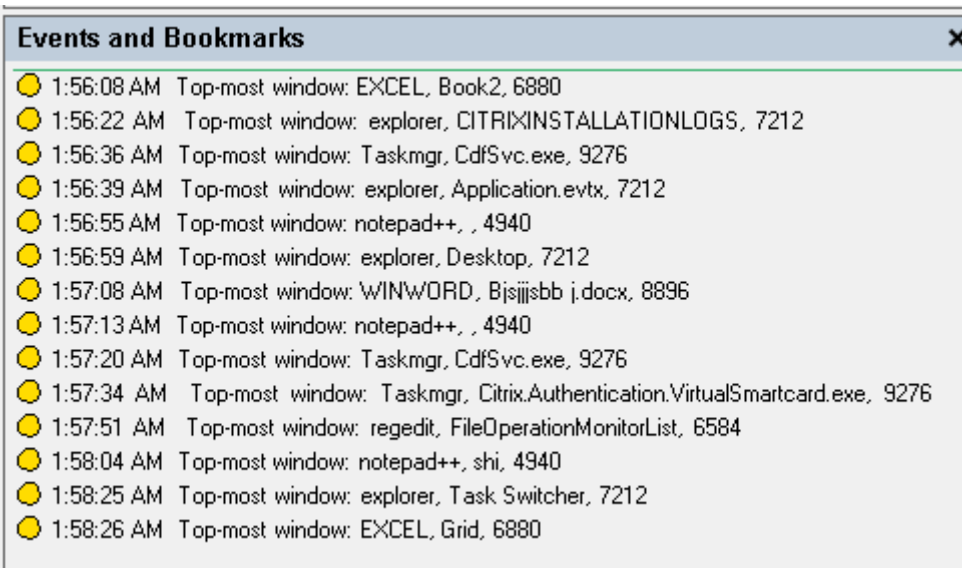 Events and Bookmarks
1:56:08 AM Top-most window: EXCEL, Book2, 6880
1:56:22 AM Top-most window: explorer, CITRIXINSTALLATIONLOGS, 7212
1:56:36 AM Top-most window: Taskmgr, CdfSvc.exe, 9276
1:56:39 AM Top-most window: explorer, Application.evtx, 7212
1:56:55 AM Top-most window: notepad++, , 4940
1:56:59 AM Top-most window: explorer, Desktop, 7212
1:57:08 AM Top-most window: WINWORD, Bjsjjjsbb j.docx, 8896
1:57:13 AM Top-most window: notepad++, , 4940
1:57:20 AM Top-most window: Taskmgr, CdfSvc.exe, 9276
1:57:34 AM Top-most window: Taskmgr, Citrix.Authentication.VirtualSmartcard.exe, 9276
1:57:51 AM Top-most window: regedit, FileOperationMonitorList, 6584
1:58:04 AM Top-most window: notepad++, shi, 4940
1:58:25 AM Top-most window: explorer, Task Switcher, 7212
1:58:26 AM Top-most window: EXCEL, Grid, 6880